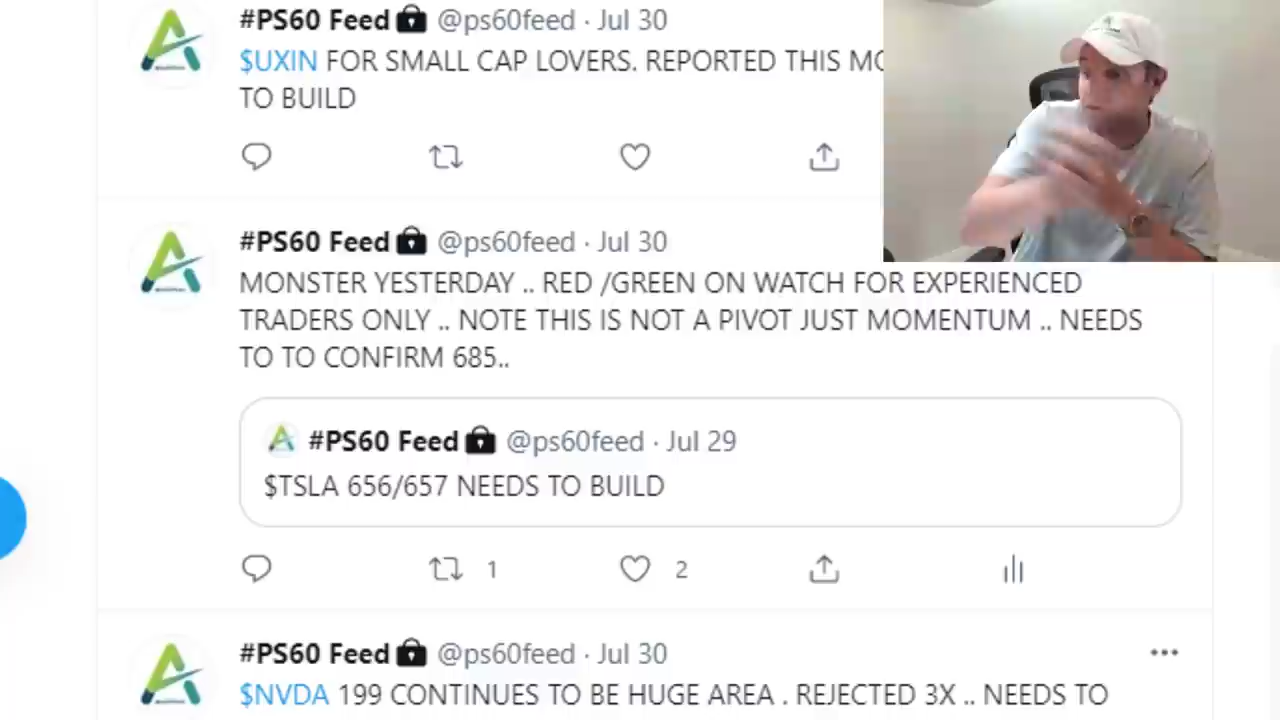 #PS60 Feed @ps60feed · Jul 30
$UXIN FOR SMALL CAP LOVERS. REPORTED THIS
TO BUILD
#PS60 Feed @ps60feed · Jul 30
MONSTER YESTERDAY .. RED /GREEN ON WATCH FOR EXPERIENCED
TRADERS ONLY .. NOTE THIS IS NOT A PIVOT JUST MOMENTUM .. NEEDS
TO TO CONFIRM 685..
#PS60 Feed @ps60feed · Jul 29
$TSLA 656/657 NEEDS TO BUILD
1 2
#PS60 Feed @ps60feed · Jul 30
$NVDA 199 CONTINUES TO BE HUGE AREA . REJECTED 3X .. NEEDS TO